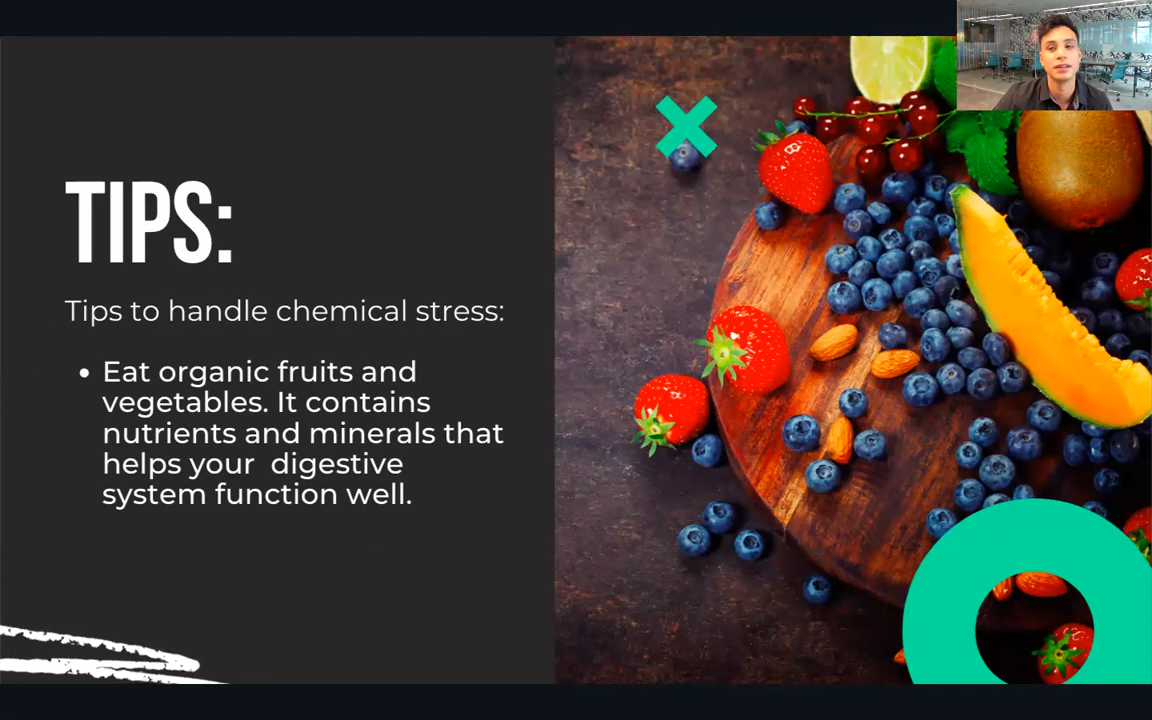 TIPS:
Tips to handle chemical stress:
• Eat organic fruits and
vegetables. It contains
nutrients and minerals that
helps your  digestive
system function well.